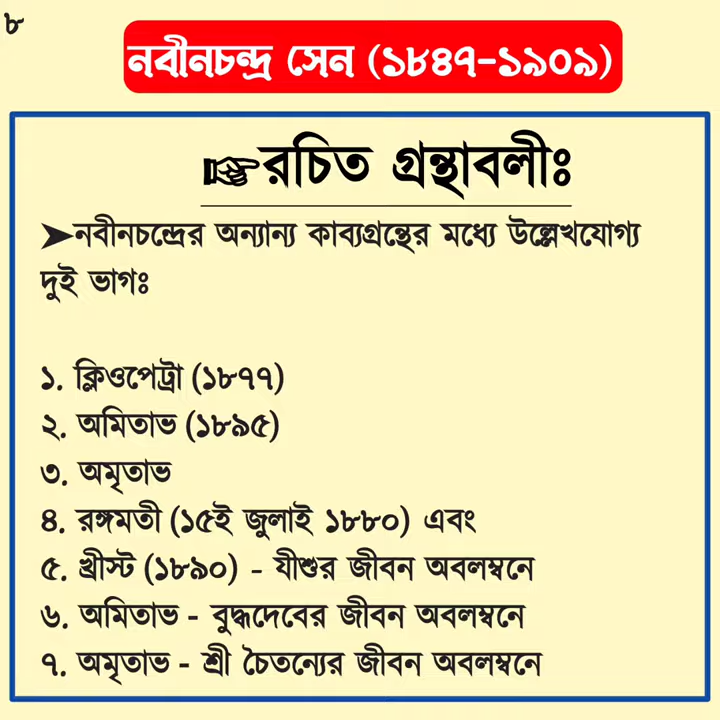 ৮
নবীনচন্দ্র সেন (১৮৪৭-১৯০৯)
☞রচিত গ্রন্থাবলীঃ
➤নবীনচন্দ্রের অন্যান্য কাব্যগ্রন্থের মধ্যে উল্লেখযোগ্য
দুই ভাগঃ
১. ক্লিওপেট্রা (১৮৭৭)
২. অমিতাভ (১৮৯৫)
৩. অমৃতাভ
৪. রঙ্গমতী (১৫ই জুলাই ১৮৮০) এবং
৫. খ্রীস্ট (১৮৯০) - যীশুর জীবন অবলম্বনে
৬. অমিতাভ - বুদ্ধদেবের জীবন অবলম্বনে
৭. অমৃতাভ - শ্রী চৈতন্যের জীবন অবলম্বনে